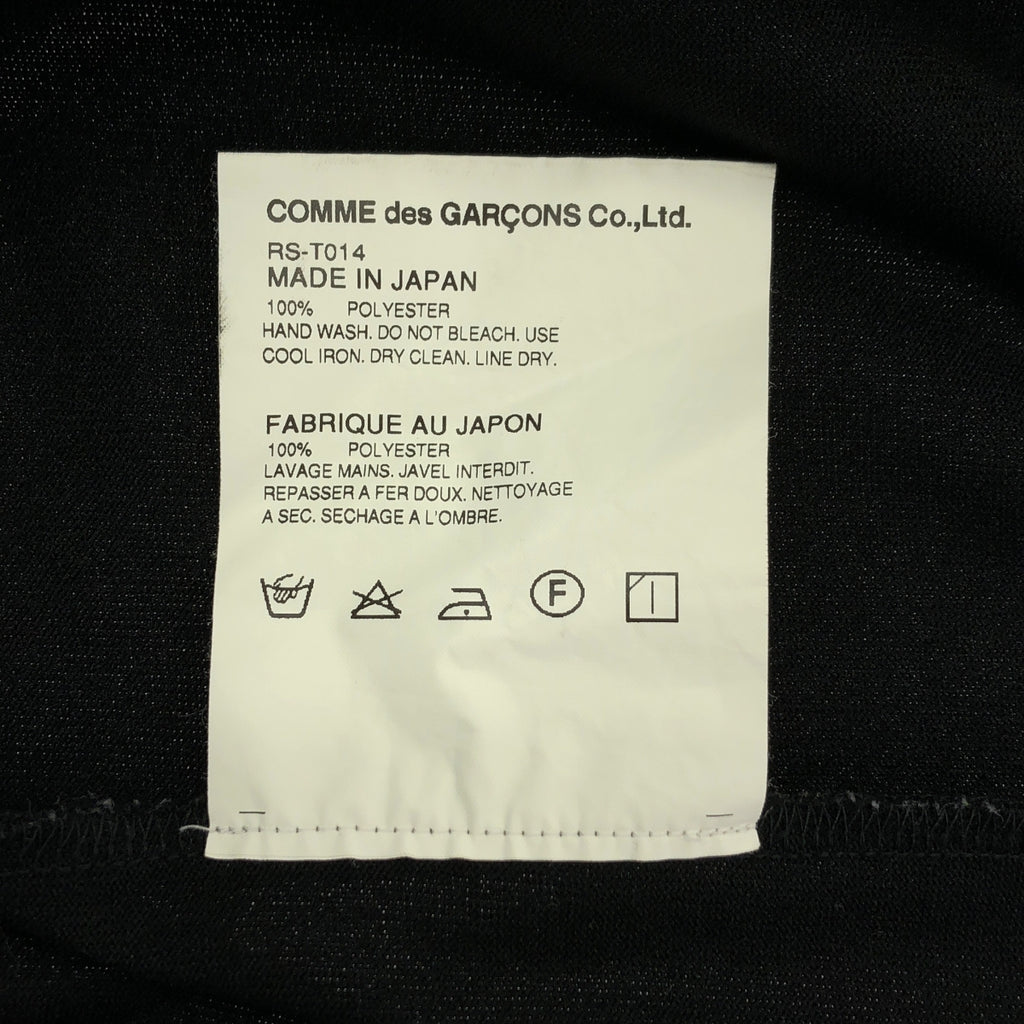 COMME des GARÇONS Co.,Ltd.
RS-T014
MADE IN JAPAN
100% POLYESTER
HAND WASH. DO NOT BLEACH. USE
COOL IRON. DRY CLEAN. LINE DRY.
FABRIQUE AU JAPON
100% POLYESTER
LAVAGE MAINS. JAVEL INTERDIT.
REPASSER A FER DOUX. NETTOYAGE
A SEC. SECHAGE A L'OMBRE.
F